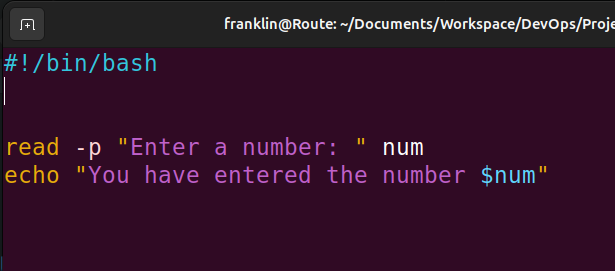 franklin@Route: ~/Documents/Workspace/DevOps/Proje
#!/bin/bash
read -p "Enter a number: " num
echo "You have entered the number $num"